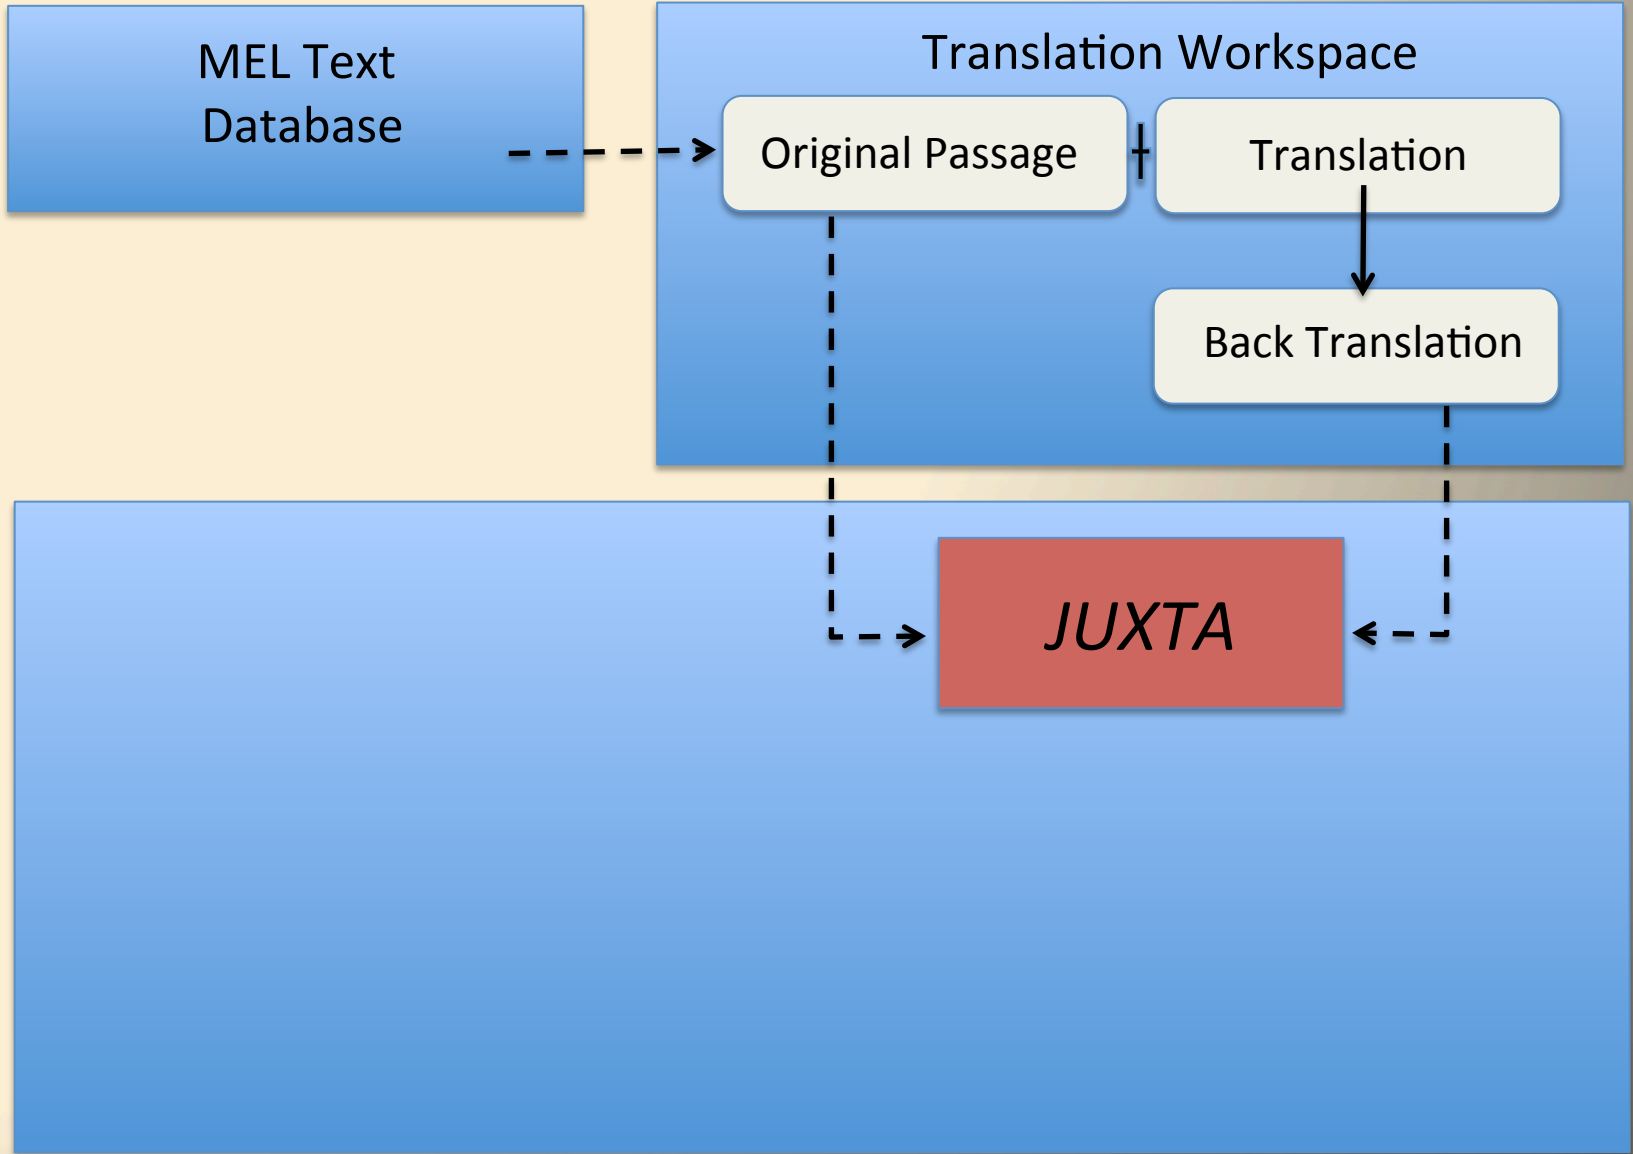 MEL Text
Database
Translation Workspace
Original Passage
Translation
Back Translation
JUXTA